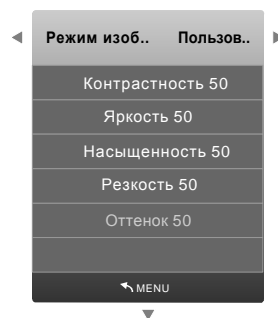 Режим изоб.. Пользов..
Контрастность 50
Яркость 50
Насыщенность 50
Резкость 50
Оттенок 50
MENU